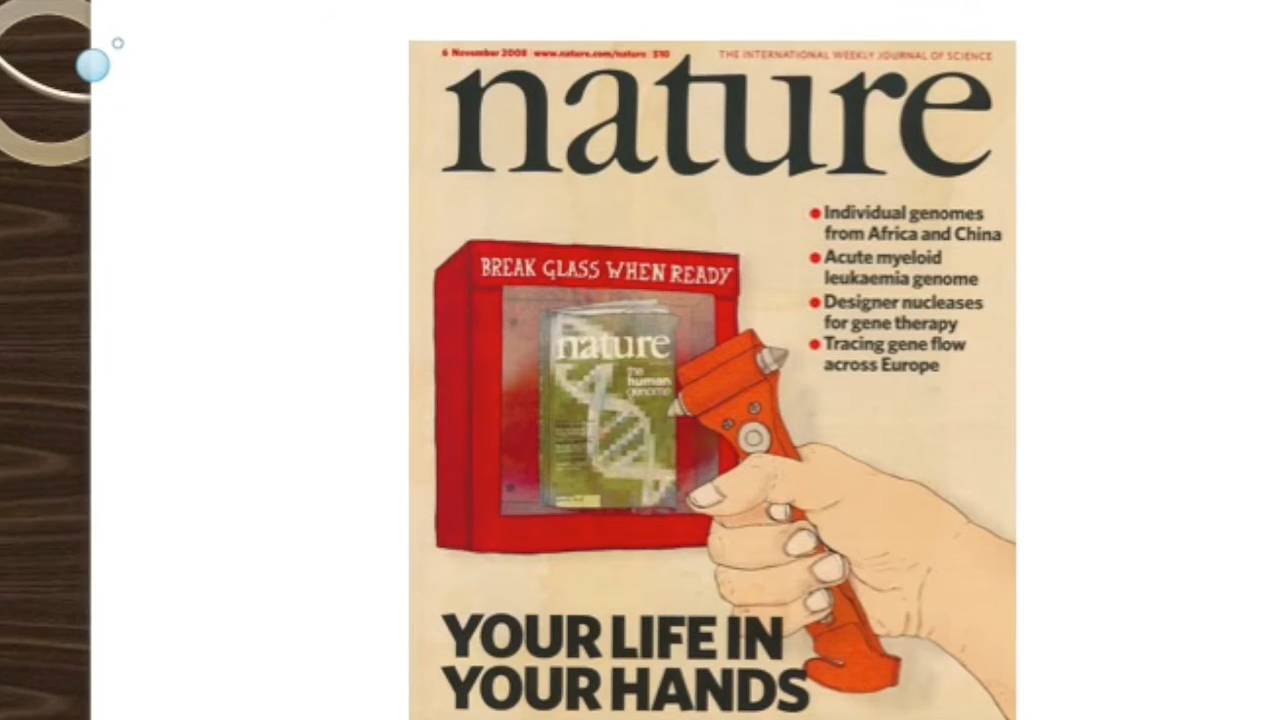 6 November 2008 www.nature.com/nature $10 THE INTERNATIONAL WEEKLY JOURNAL OF SCIENCE
nature
Individual genomes
from Africa and China
Acute myeloid
leukaemia genome
Designer nucleases
for gene therapy
Tracing gene flow
across Europe
BREAK GLASS WHEN READY
nature
the
human
genome
YOUR LIFE IN
YOUR HANDS